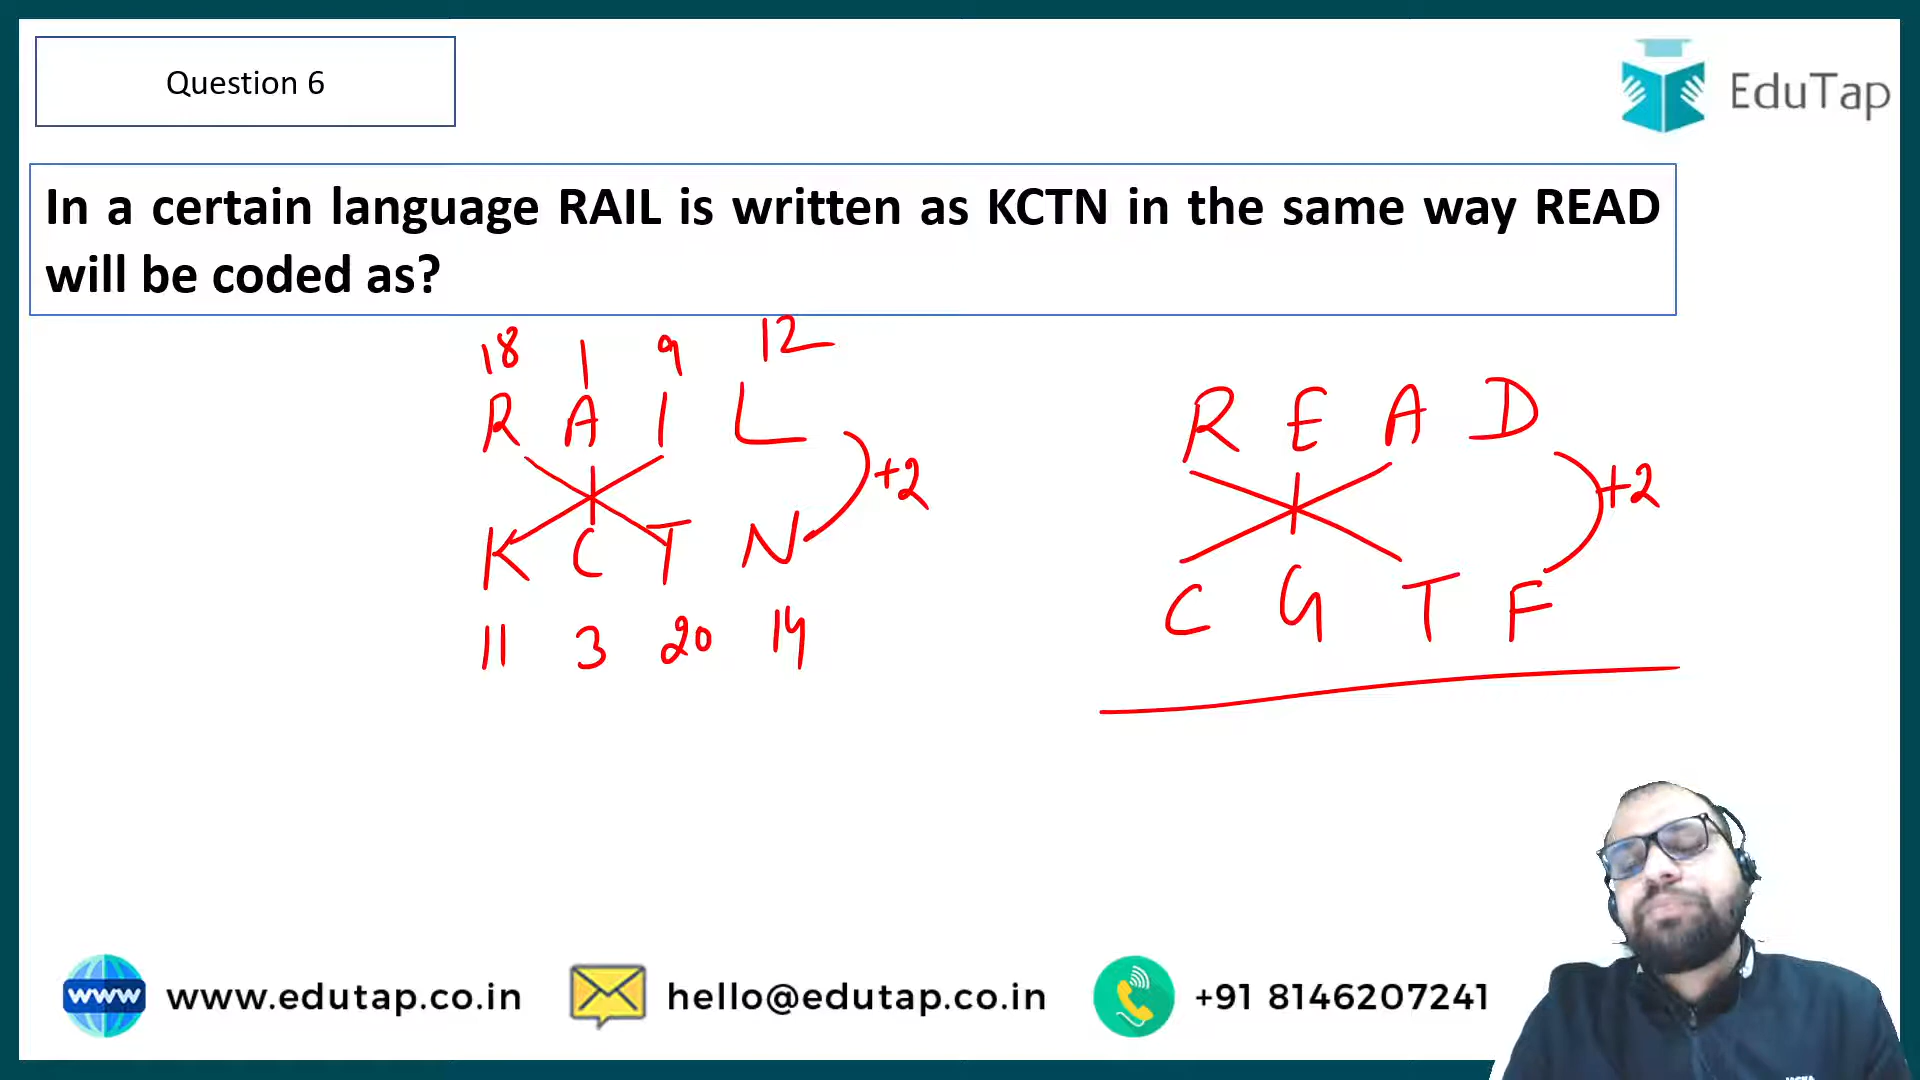 Question 6
EduTap
In a certain language RAIL is written as KCTN in the same way READ
will be coded as?
18 1 9 12
R A I L
+2
K C T N
11 3 20 14
R E A D
+2
C G T F
www www.edutap.co.in hello@edutap.co.in +91 8146207241